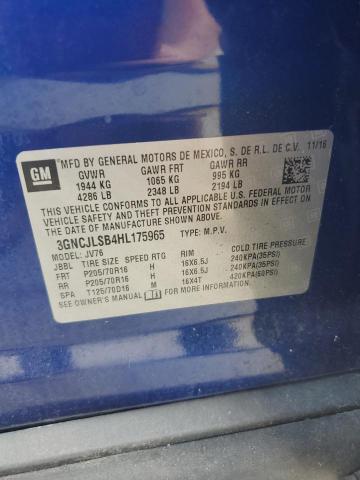 GM
MFD BY GENERAL MOTORS DE MEXICO, S. DE R.L. DE C.V. 11/16
GVWR GAWR FRT GAWR RR
1944 KG 1065 KG 995 KG
4286 LB 2348 LB 2194 LB
THIS VEHICLE CONFORMS TO ALL APPLICABLE U.S. FEDERAL MOTOR
VEHICLE SAFETY, BUMPER, AND THEFT PREVENTION STANDARDS IN EFFECT ON THE
DATE OF MANUFACTURE SHOWN ABOVE.
3GNCJLSB4HL175965 TYPE: M.P.V.
MODEL: JV76
JBBL TIRE SIZE SPEED RTG RIM COLD TIRE PRESSURE
FRT P205/70R16 H 16X6.5J 240KPA(35PSI)
RR P205/70R16 H 16X6.5J 240KPA(35PSI)
SPA T125/70D16 M 16X4T 420KPA(60PSI)
SEE OWNER'S MANUAL FOR MORE INFORMATION.